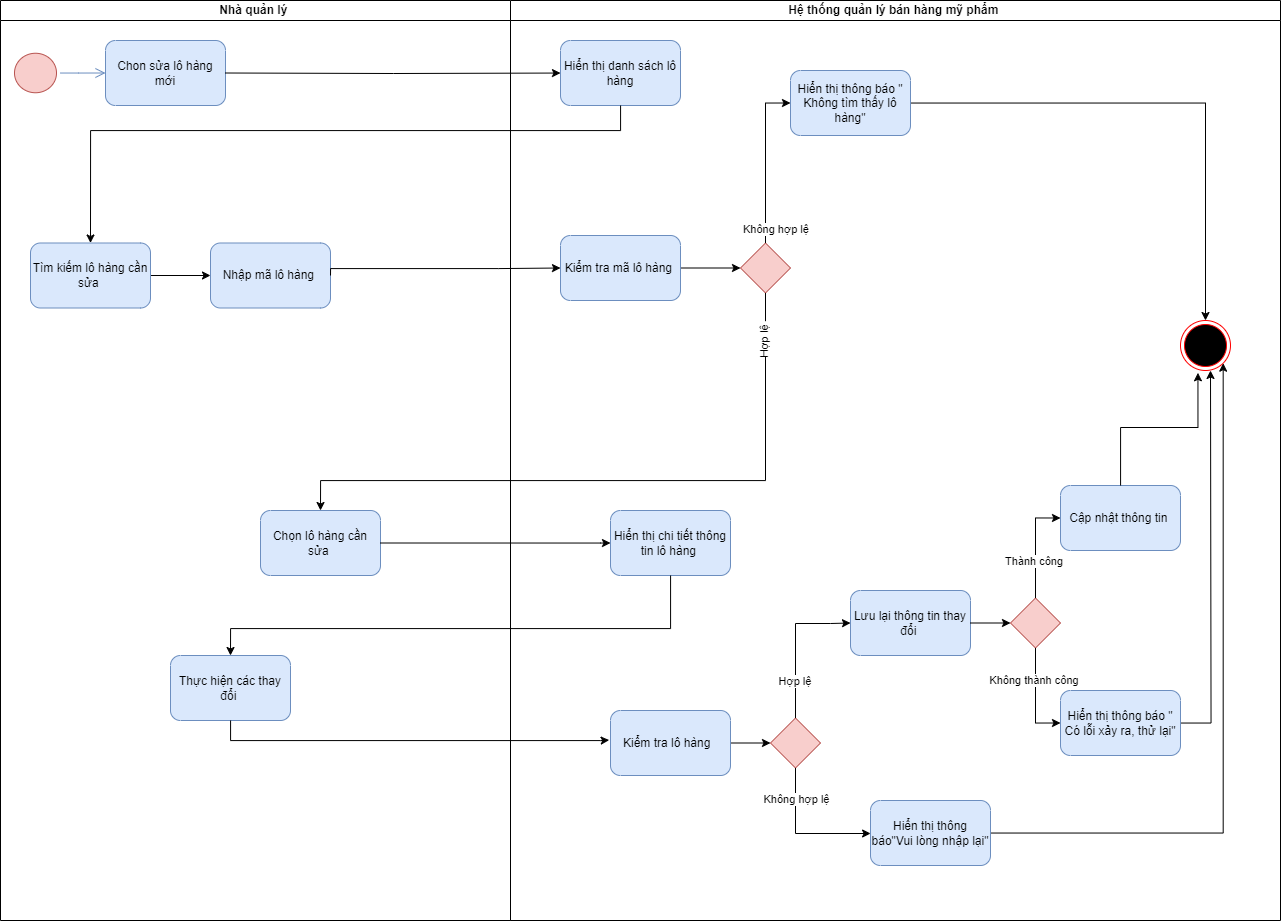 Nhà quản lý
Hệ thống quản lý bán hàng mỹ phẩm
Chon sửa lô hàng
mới
Hiển thị danh sách lô
hàng
Hiển thị thông báo "
Không tìm thấy lô
hàng"
Không hợp lệ
Tìm kiếm lô hàng cần
sửa
Nhập mã lô hàng
Kiểm tra mã lô hàng
Hợp lệ
Chọn lô hàng cần
sửa
Hiển thị chi tiết thông
tin lô hàng
Cập nhật thông tin
Thành công
Lưu lại thông tin thay
đổi
Thực hiện các thay
đổi
Hợp lệ
Không thành công
Hiển thị thông báo "
Có lỗi xảy ra, thử lại"
Kiểm tra lô hàng
Không hợp lệ
Hiển thị thông
báo"Vui lòng nhập lại"